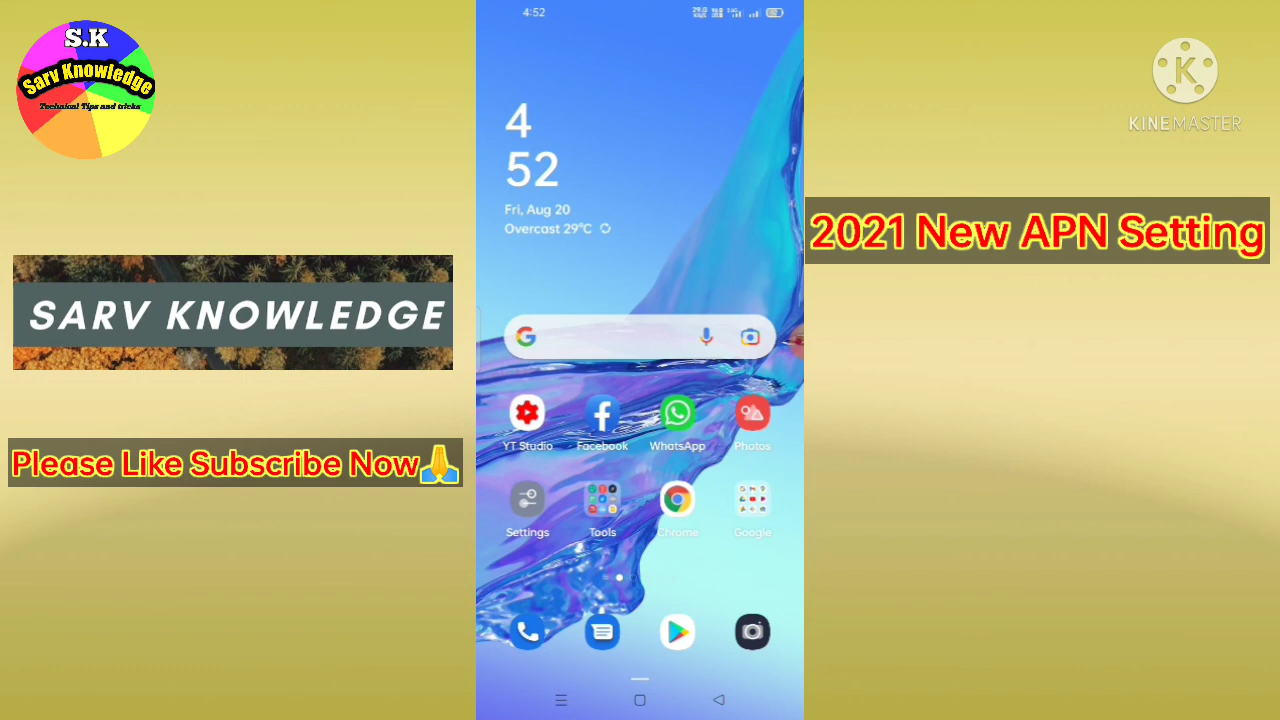 S.K
Sarv Knowledge
Technical Tips and tricks
SARV KNOWLEDGE
Please Like Subscribe Now🙏
4:52
4
52
Fri, Aug 20
Overcast 29°C
YT Studio
Facebook
WhatsApp
Photos
Settings
Tools
Chrome
Google
K
KINEMASTER
2021 New APN Setting